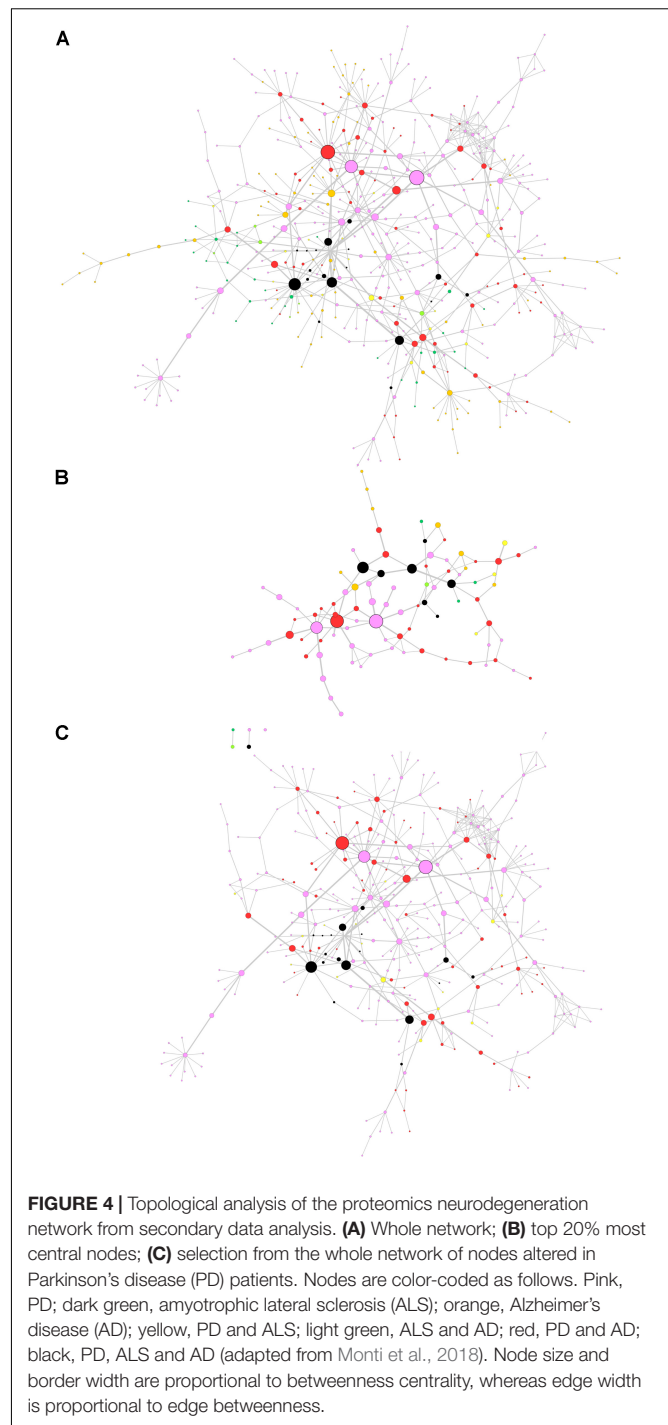 A
B
C
FIGURE 4 | Topological analysis of the proteomics neurodegeneration
network from secondary data analysis. (A) Whole network; (B) top 20% most
central nodes; (C) selection from the whole network of nodes altered in
Parkinson's disease (PD) patients. Nodes are color-coded as follows. Pink,
PD; dark green, amyotrophic lateral sclerosis (ALS); orange, Alzheimer's
disease (AD); yellow, PD and ALS; light green, ALS and AD; red, PD and AD;
black, PD, ALS and AD (adapted from Monti et al., 2018). Node size and
border width are proportional to betweenness centrality, whereas edge width
is proportional to edge betweenness.